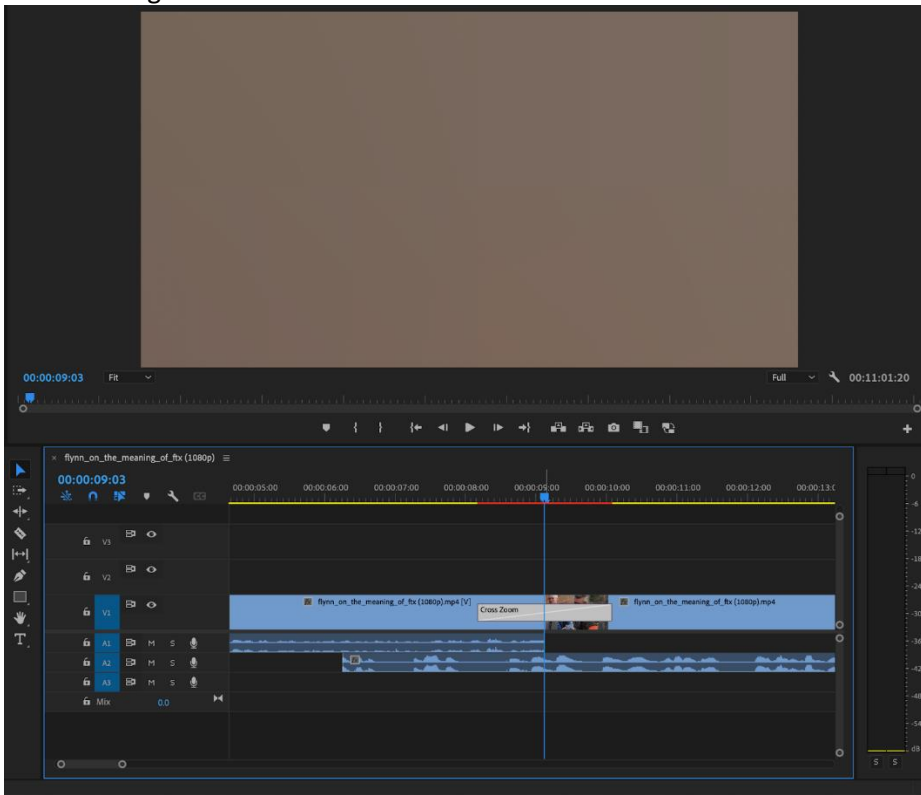 00:00:09:03 Fit Full 00:11:01:20
× flynn_on_the_meaning_of_ftx (1080p)
00:00:09:03
00:00:05:00 00:00:06:00 00:00:07:00 00:00:08:00 00:00:09:00 00:00:10:00 00:00:11:00 00:00:12:00 00:00:13:0
V3
V2
V1 flynn_on_the_meaning_of_ftx (1080p).mp4 [V] Cross Zoom flynn_on_the_meaning_of_ftx (1080p).mp4
A1 M S
A2 M S
A3 M S
Mix 0.0
T
0
-6
-12
-18
-24
-30
-36
-42
-48
-54
dB
S S